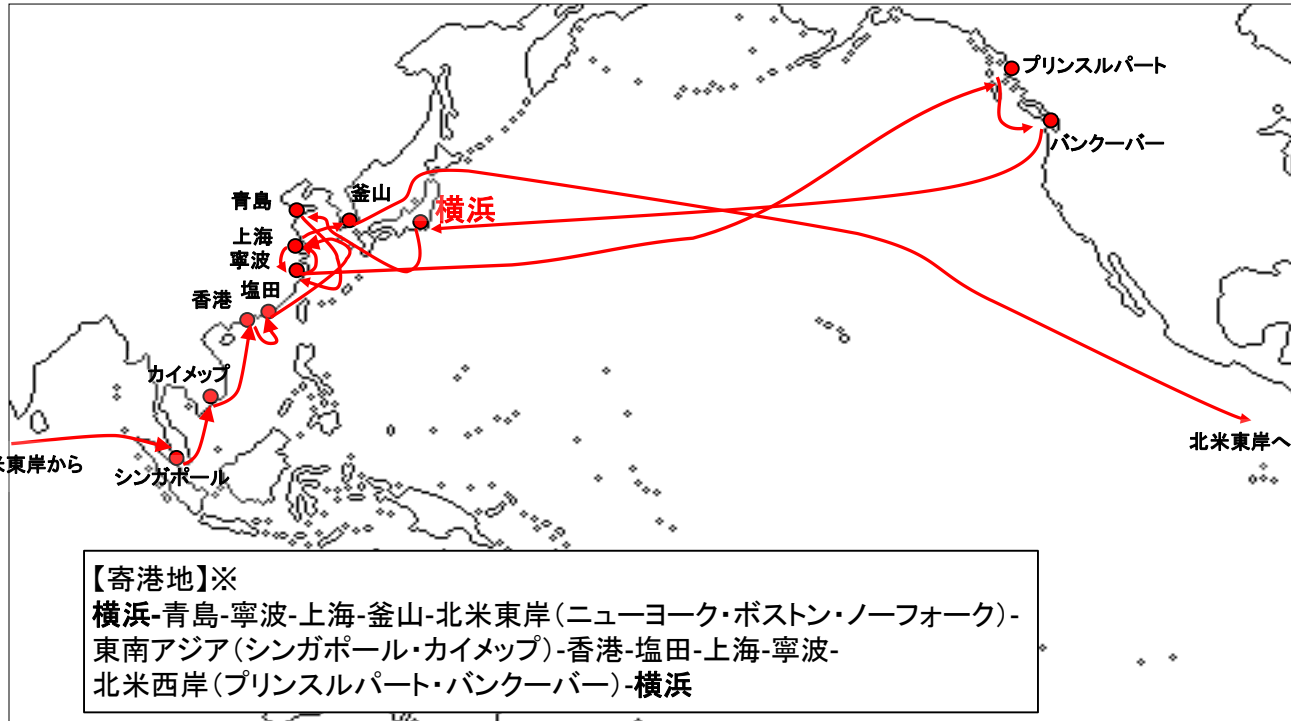 プリンスルパート
バンクーバー
釜山
青島
横浜
上海
寧波
塩田
香港
カイメップ
米東岸から
シンガポール
北米東岸へ
【寄港地】※
横浜-青島-寧波-上海-釜山-北米東岸(ニューヨーク・ボストン・ノーフォーク)-
東南アジア(シンガポール・カイメップ)-香港-塩田-上海-寧波-
北米西岸(プリンスルパート・バンクーバー)-横浜